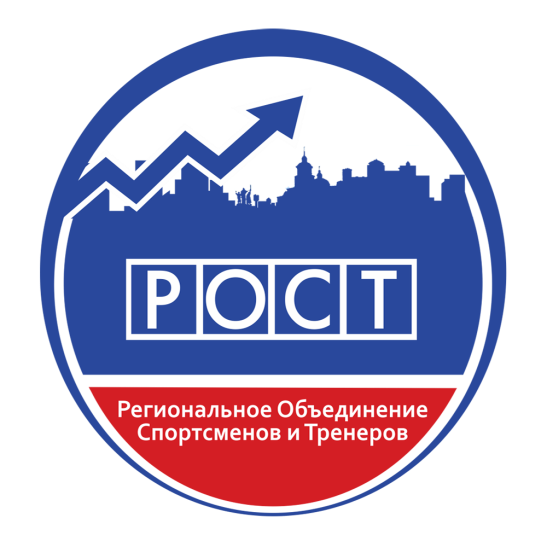 РОСТ
Региональное Объединение
Спортсменов и Тренеров